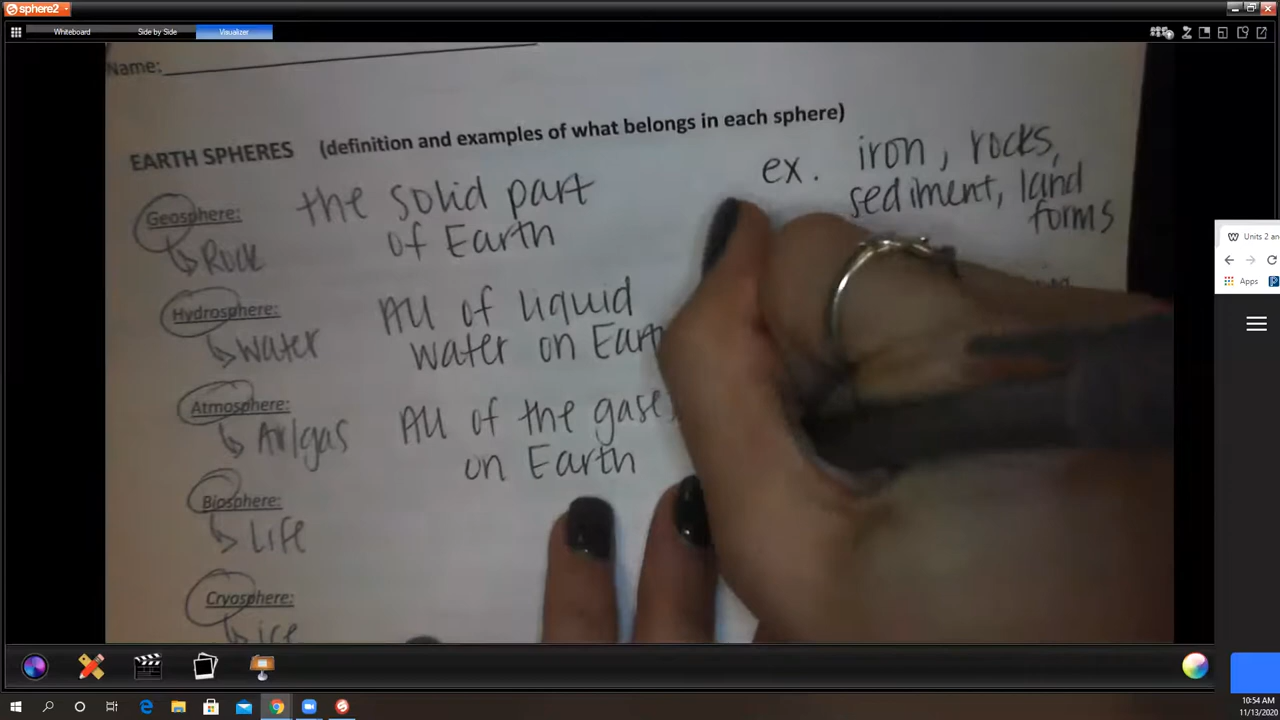 sphere2
Whiteboard Side by Side Visualizer
Name:
EARTH SPHERES (definition and examples of what belongs in each sphere)
Geosphere: the solid part
of Earth
Rock
ex. iron, rocks,
sediment, land
forms
Hydrosphere: All of liquid
water on Earth
water
Atmosphere: All of the gases
on Earth
Air/gas
Biosphere:
Life
Cryosphere:
ice
Units 2 an
Apps
10:54 AM
11/13/2020